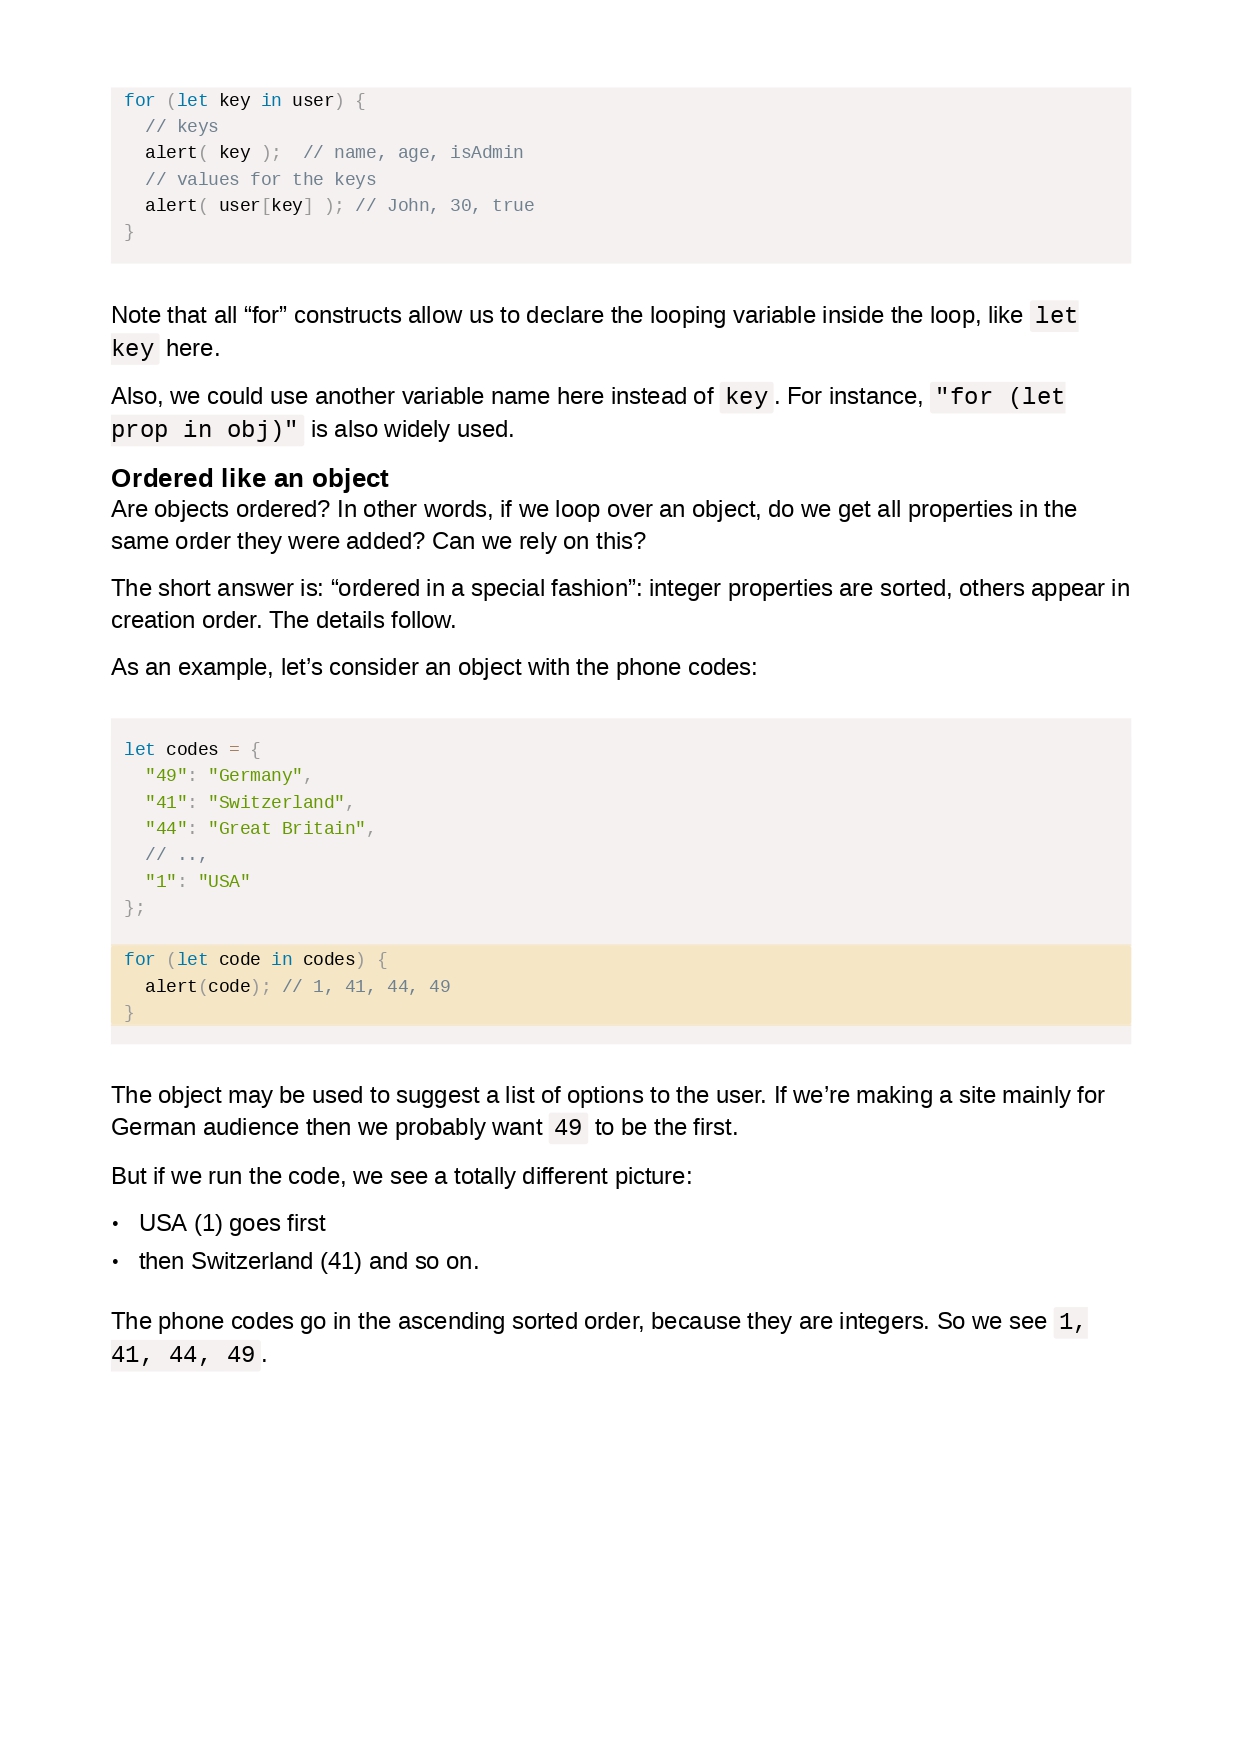 for (let key in user) {
  // keys
  alert( key );  // name, age, isAdmin
  // values for the keys
  alert( user[key] ); // John, 30, true
}
Note that all “for” constructs allow us to declare the looping variable inside the loop, like let
key here.
Also, we could use another variable name here instead of key. For instance, "for (let
prop in obj)" is also widely used.
Ordered like an object
Are objects ordered? In other words, if we loop over an object, do we get all properties in the
same order they were added? Can we rely on this?
The short answer is: “ordered in a special fashion”: integer properties are sorted, others appear in
creation order. The details follow.
As an example, let’s consider an object with the phone codes:
let codes = {
  "49": "Germany",
  "41": "Switzerland",
  "44": "Great Britain",
  // ..,
  "1": "USA"
};
for (let code in codes) {
  alert(code); // 1, 41, 44, 49
}
The object may be used to suggest a list of options to the user. If we’re making a site mainly for
German audience then we probably want 49 to be the first.
But if we run the code, we see a totally different picture:
• USA (1) goes first
• then Switzerland (41) and so on.
The phone codes go in the ascending sorted order, because they are integers. So we see 1,
41, 44, 49.